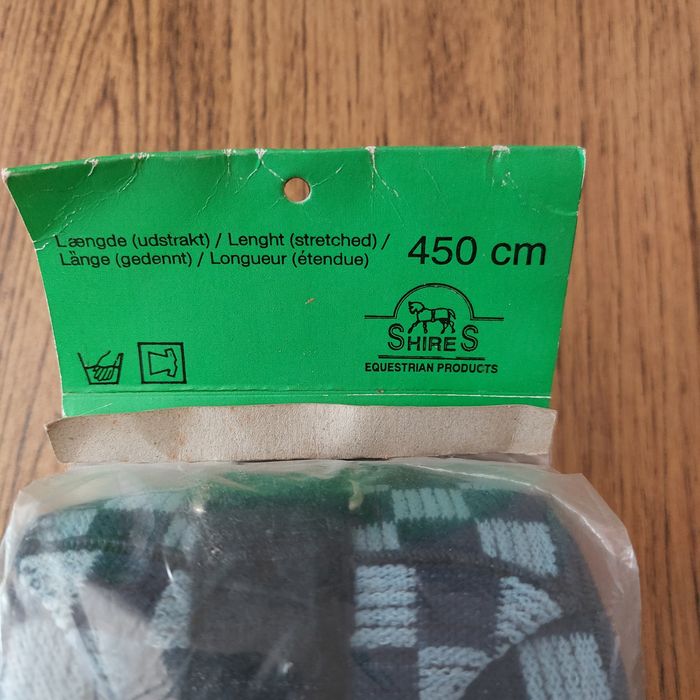 Længde (udstrakt) / Lenght (stretched) /
Länge (gedennt) / Longueur (étendue)
450 cm
SHIRES
EQUESTRIAN PRODUCTS